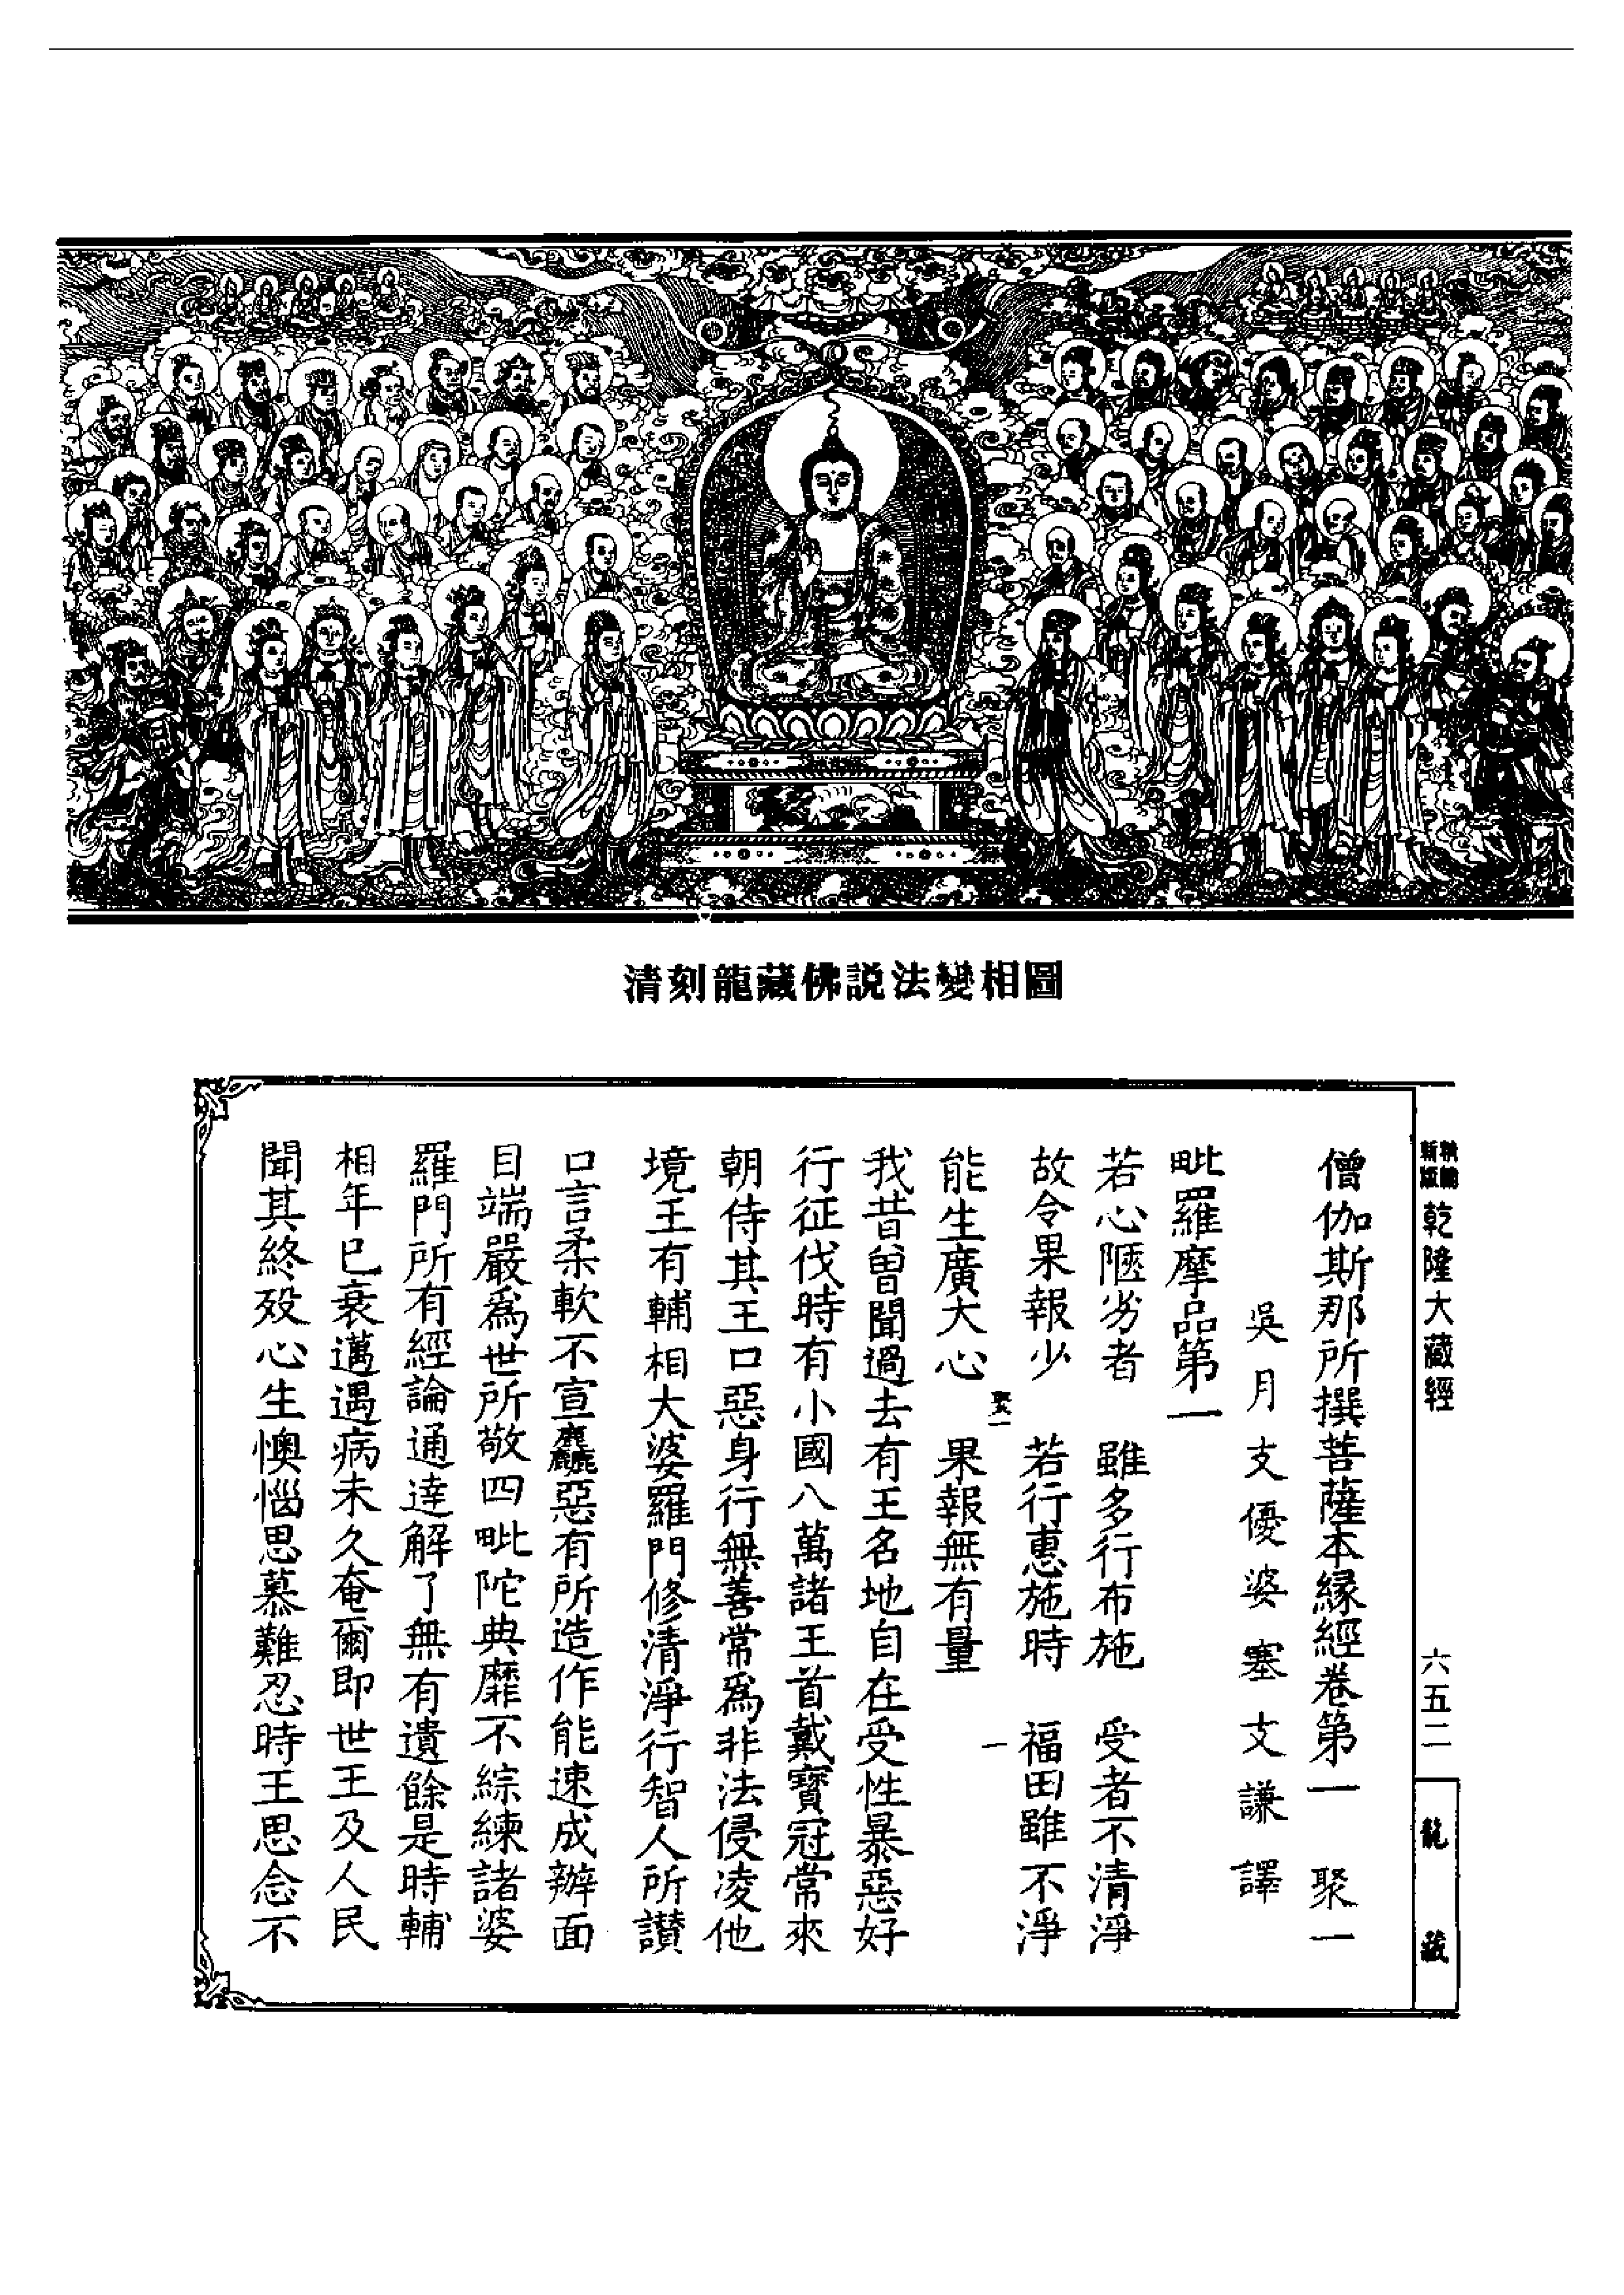 清刻龍藏佛説法變相圖
新版
精縮
乾隆大藏經
六五二
龍藏
僧伽斯那所撰菩薩本緣經卷第一 聚一
吳月支優婆塞支謙譯
毗羅摩品第一
若心陋劣者 雖多行布施 受者不清淨
故令果報少 若行惠施時 福田雖不淨
能生廣大心 果報無有量
聚一
一
我昔曾聞過去有王名地自在受性暴惡好
行征伐時有小國八萬諸王首戴寶冠常來
朝侍其王口惡身行無善常爲非法侵凌他
境王有輔相大婆羅門修清淨行智人所讃
口言柔軟不宣麤惡有所造作能速成辦面
目端嚴爲世所敬四毗陀典靡不綜練諸婆
羅門所有經論通達解了無有遺餘是時輔
相年已衰邁遇病未久奄爾即世王及人民
聞其終歿心生懊惱思慕難忍時王思念不